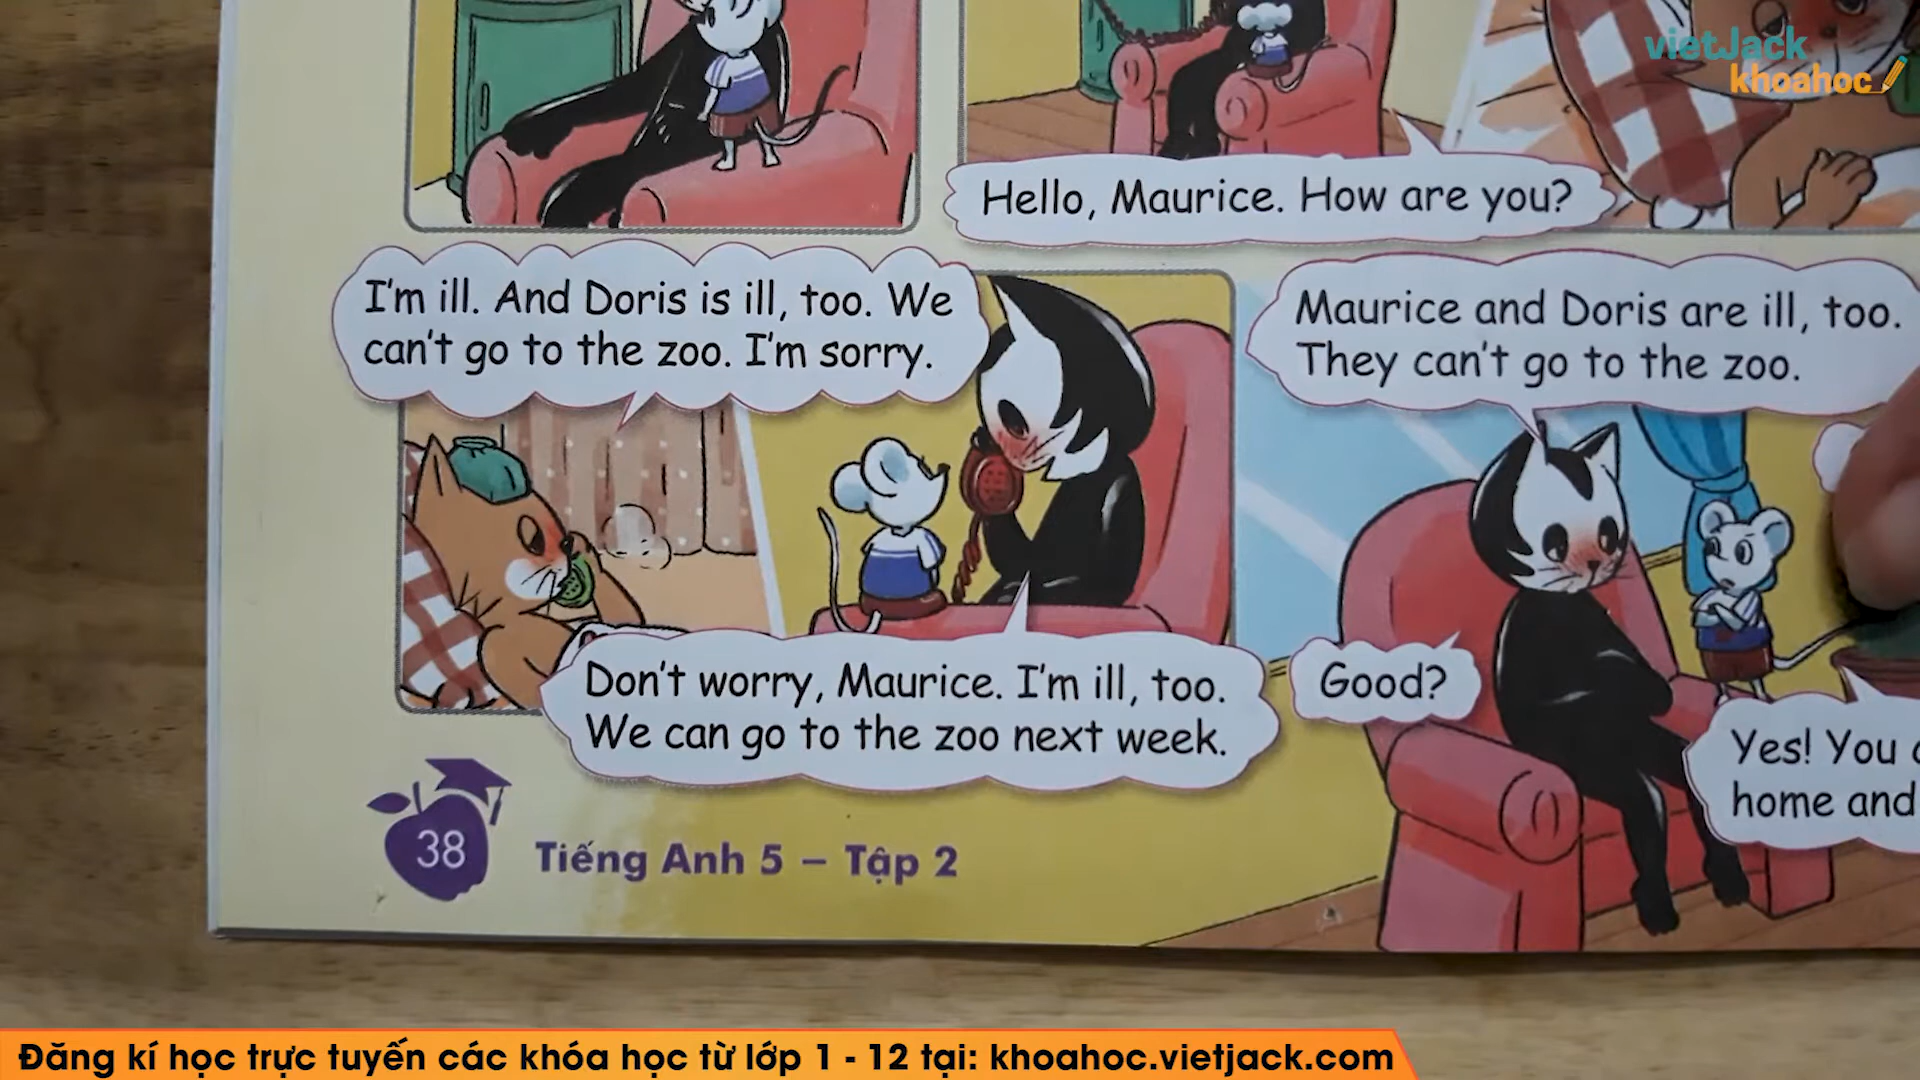 vietJack
khoahoc
Hello, Maurice. How are you?
I'm ill. And Doris is ill, too. We
can't go to the zoo. I'm sorry.
Don't worry, Maurice. I'm ill, too.
We can go to the zoo next week.
Maurice and Doris are ill, too.
They can't go to the zoo.
Good?
Yes! You
home and
38
Tiếng Anh 5 – Tập 2
Đăng kí học trực tuyến các khóa học từ lớp 1 - 12 tại: khoahoc.vietjack.com